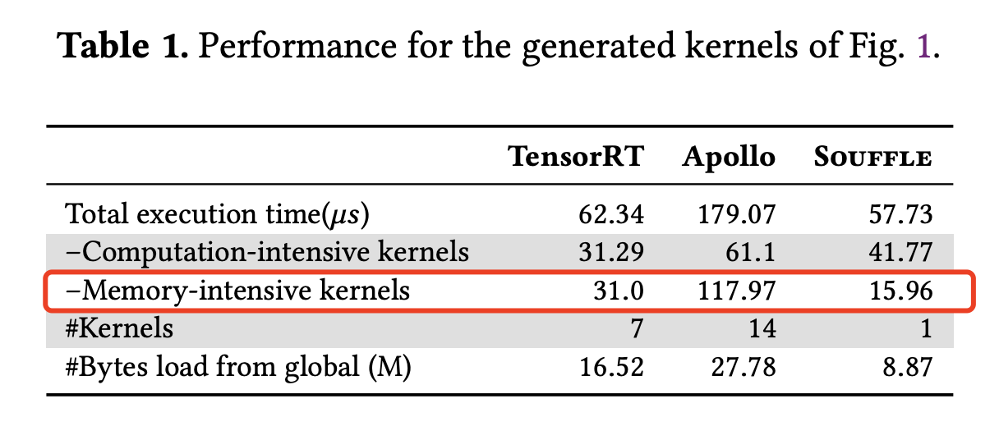 Table 1. Performance for the generated kernels of Fig. 1.
TensorRT Apollo SOUFFLE
Total execution time(μs) 62.34 179.07 57.73
–Computation-intensive kernels 31.29 61.1 41.77
–Memory-intensive kernels 31.0 117.97 15.96
#Kernels 7 14 1
#Bytes load from global (M) 16.52 27.78 8.87